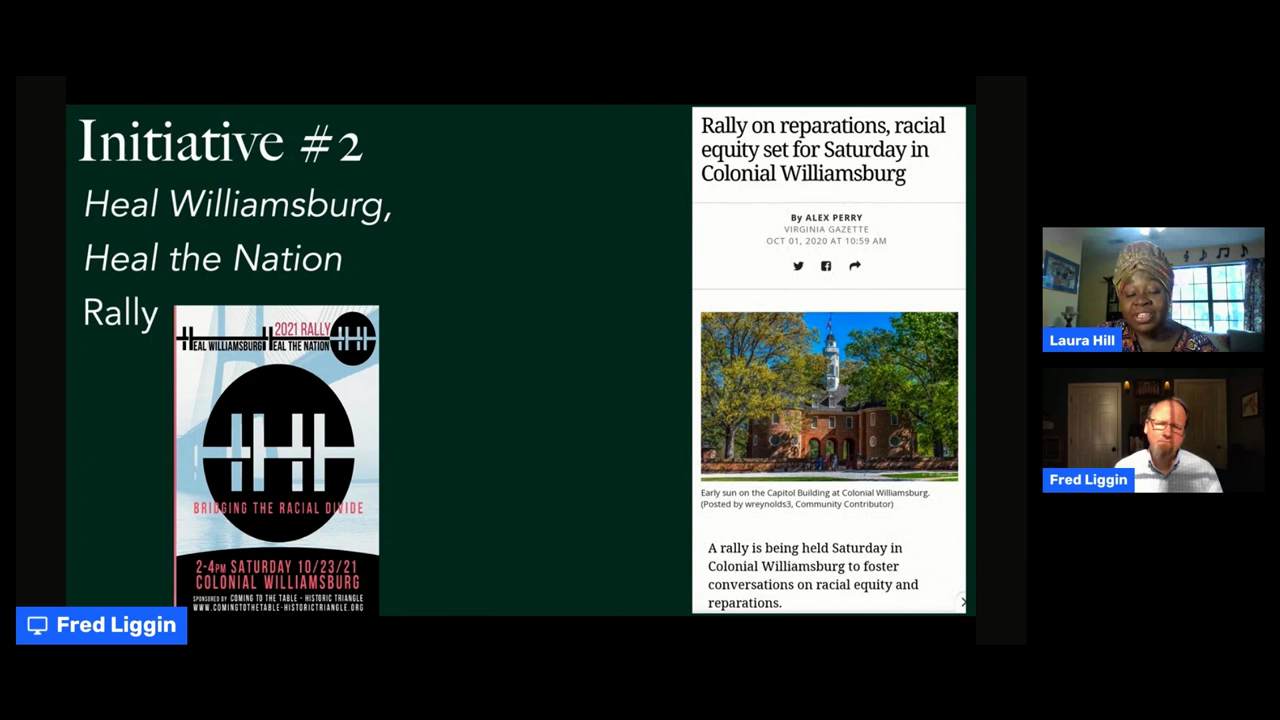 Initiative #2
Heal Williamsburg,
Heal the Nation
Rally
2021 RALLY
HEAL WILLIAMSBURG HEAL THE NATION HH
HH
BRIDGING THE RACIAL DIVIDE
2-4PM SATURDAY 10/23/21
COLONIAL WILLIAMSBURG
SPONSORED BY COMING TO THE TABLE - HISTORIC TRIANGLE
WWW.COMINGTOTHETABLE-HISTORICTRIANGLE.ORG
Rally on reparations, racial
equity set for Saturday in
Colonial Williamsburg
By ALEX PERRY
VIRGINIA GAZETTE
OCT 01, 2020 AT 10:59 AM
Early sun on the Capitol Building at Colonial Williamsburg.
(Posted by wreynolds3, Community Contributor)
A rally is being held Saturday in
Colonial Williamsburg to foster
conversations on racial equity and
reparations.
Laura Hill
Fred Liggin
Fred Liggin